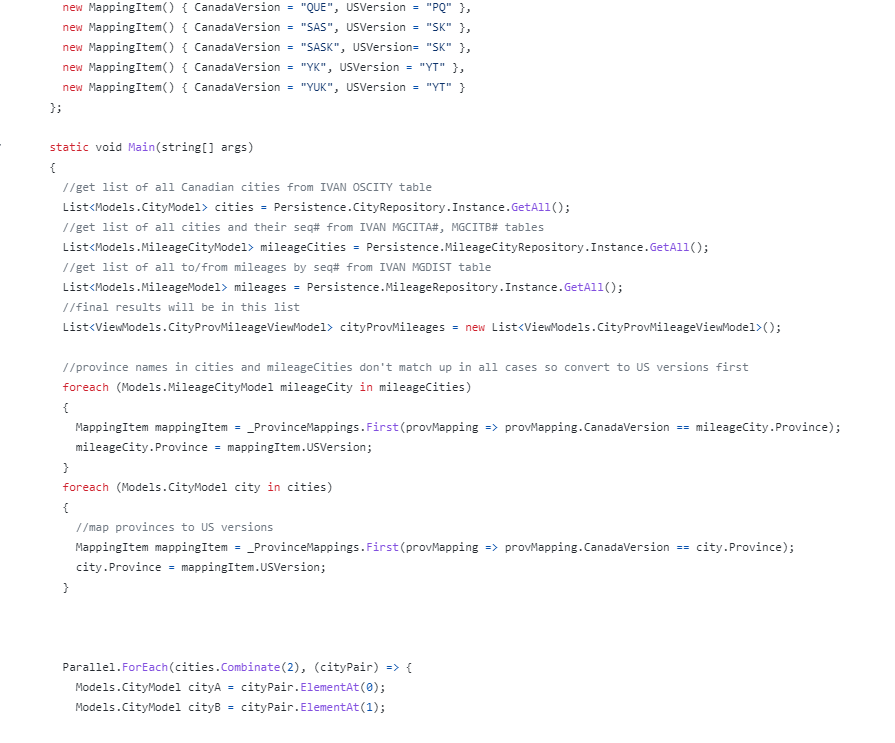 new MappingItem() { CanadaVersion = "QUE", USVersion = "PQ" },
new MappingItem() { CanadaVersion = "SAS", USVersion = "SK" },
new MappingItem() { CanadaVersion = "SASK", USVersion= "SK" },
new MappingItem() { CanadaVersion = "YK", USVersion = "YT" },
new MappingItem() { CanadaVersion = "YUK", USVersion = "YT" }
};
static void Main(string[] args)
{
//get list of all Canadian cities from IVAN OSCITY table
List<Models.CityModel> cities = Persistence.CityRepository.Instance.GetAll();
//get list of all cities and their seq# from IVAN MGCITA#, MGCITB# tables
List<Models.MileageCityModel> mileageCities = Persistence.MileageCityRepository.Instance.GetAll();
//get list of all to/from mileages by seq# from IVAN MGDIST table
List<Models.MileageModel> mileages = Persistence.MileageRepository.Instance.GetAll();
//final results will be in this list
List<ViewModels.CityProvMileageViewModel> cityProvMileages = new List<ViewModels.CityProvMileageViewModel>();
//province names in cities and mileageCities don't match up in all cases so convert to US versions first
foreach (Models.MileageCityModel mileageCity in mileageCities)
{
MappingItem mappingItem = _ProvinceMappings.First(provMapping => provMapping.CanadaVersion == mileageCity.Province);
mileageCity.Province = mappingItem.USVersion;
}
foreach (Models.CityModel city in cities)
{
//map provinces to US versions
MappingItem mappingItem = _ProvinceMappings.First(provMapping => provMapping.CanadaVersion == city.Province);
city.Province = mappingItem.USVersion;
}
Parallel.ForEach(cities.Combinate(2), (cityPair) => {
Models.CityModel cityA = cityPair.ElementAt(0);
Models.CityModel cityB = cityPair.ElementAt(1);